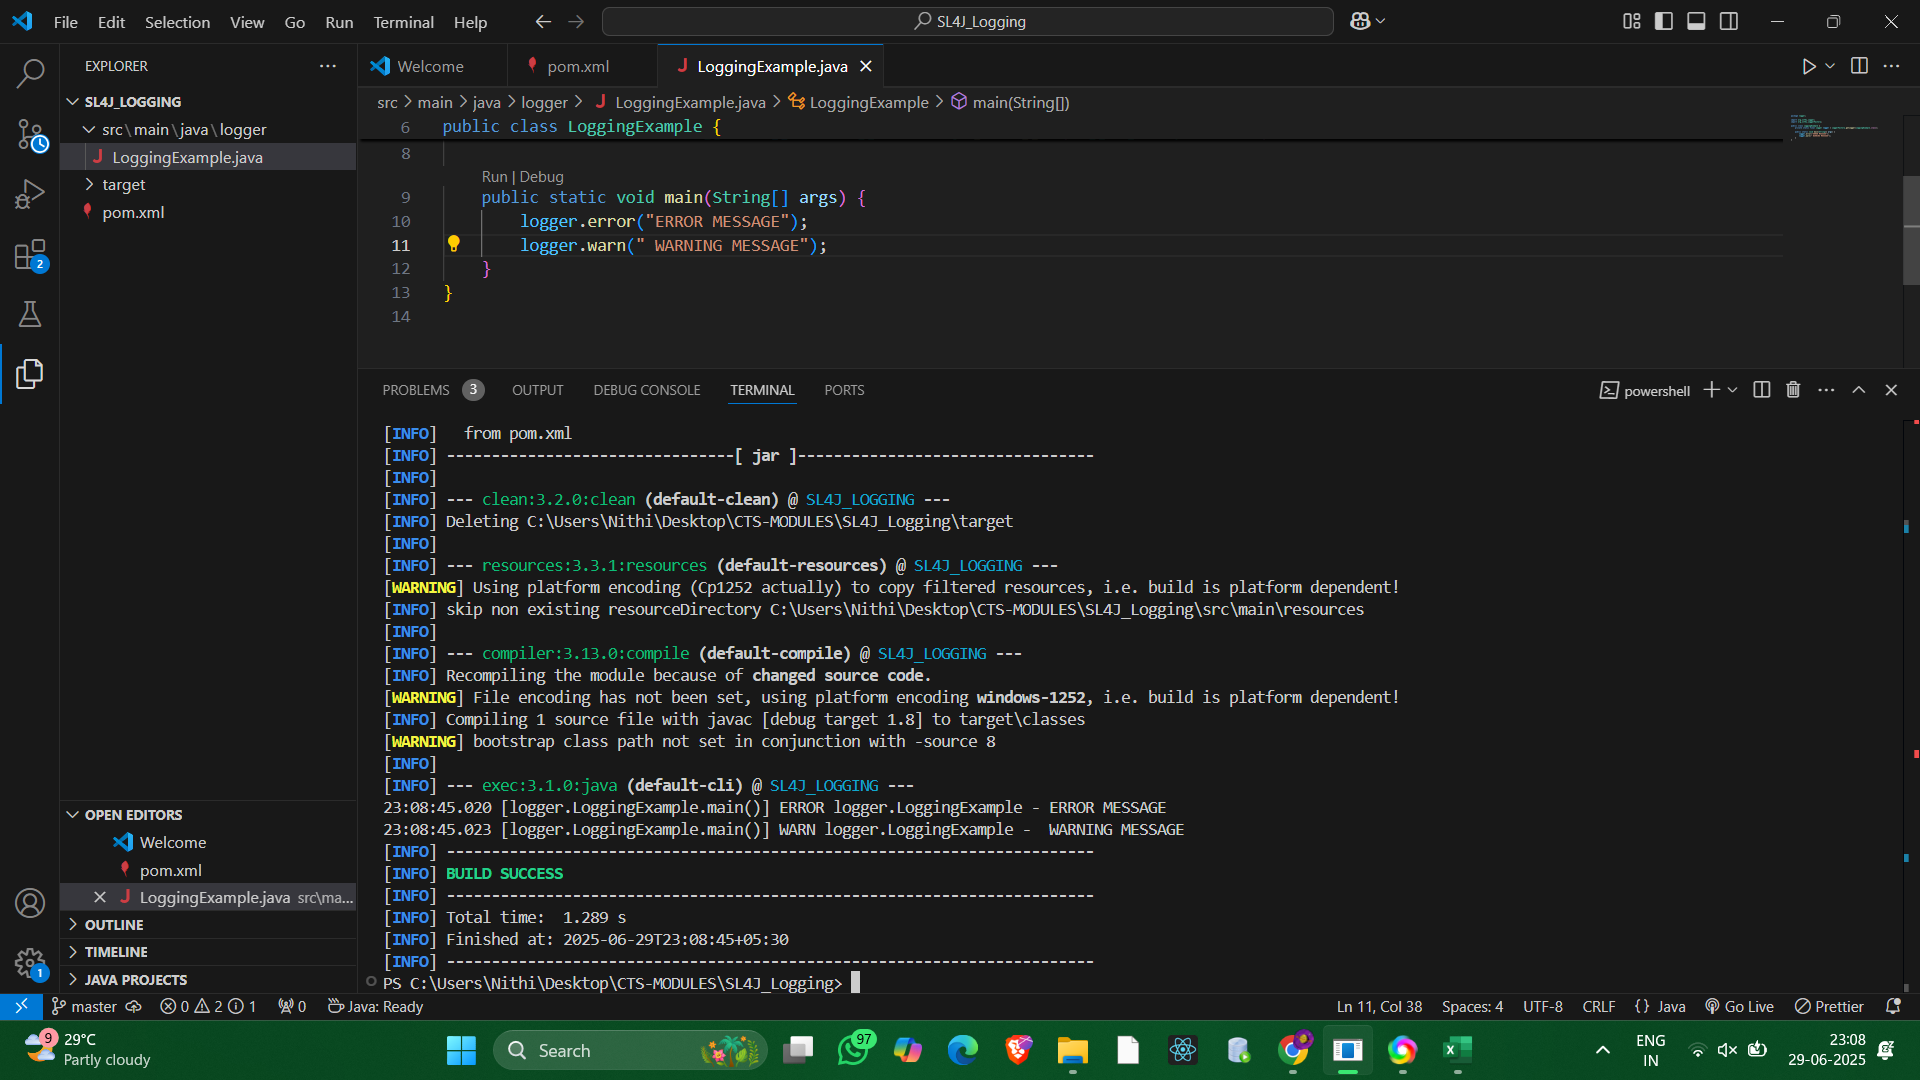 File Edit Selection View Go Run Terminal Help
SL4J_Logging
EXPLORER
Welcome
pom.xml
LoggingExample.java
SL4J_LOGGING
src\main\java\logger
LoggingExample.java
target
pom.xml
src > main > java > logger > LoggingExample.java > LoggingExample > main(String[])
6 public class LoggingExample {
8
Run | Debug
9 public static void main(String[] args) {
10 logger.error("ERROR MESSAGE");
11 logger.warn(" WARNING MESSAGE");
12 }
13 }
14
2
PROBLEMS 3 OUTPUT DEBUG CONSOLE TERMINAL PORTS
powershell
[INFO]   from pom.xml
[INFO] --------------------------------[ jar ]---------------------------------
[INFO]
[INFO] --- clean:3.2.0:clean (default-clean) @ SL4J_LOGGING ---
[INFO] Deleting C:\Users\Nithi\Desktop\CTS-MODULES\SL4J_Logging\target
[INFO]
[INFO] --- resources:3.3.1:resources (default-resources) @ SL4J_LOGGING ---
[WARNING] Using platform encoding (Cp1252 actually) to copy filtered resources, i.e. build is platform dependent!
[INFO] skip non existing resourceDirectory C:\Users\Nithi\Desktop\CTS-MODULES\SL4J_Logging\src\main\resources
[INFO]
[INFO] --- compiler:3.13.0:compile (default-compile) @ SL4J_LOGGING ---
[INFO] Recompiling the module because of changed source code.
[WARNING] File encoding has not been set, using platform encoding windows-1252, i.e. build is platform dependent!
[INFO] Compiling 1 source file with javac [debug target 1.8] to target\classes
[WARNING] bootstrap class path not set in conjunction with -source 8
[INFO]
[INFO] --- exec:3.1.0:java (default-cli) @ SL4J_LOGGING ---
23:08:45.020 [logger.LoggingExample.main()] ERROR logger.LoggingExample - ERROR MESSAGE
23:08:45.023 [logger.LoggingExample.main()] WARN logger.LoggingExample -  WARNING MESSAGE
[INFO] ------------------------------------------------------------------------
[INFO] BUILD SUCCESS
[INFO] ------------------------------------------------------------------------
[INFO] Total time:  1.289 s
[INFO] Finished at: 2025-06-29T23:08:45+05:30
[INFO] ------------------------------------------------------------------------
PS C:\Users\Nithi\Desktop\CTS-MODULES\SL4J_Logging>
OPEN EDITORS
Welcome
pom.xml
LoggingExample.java src\ma...
OUTLINE
TIMELINE
JAVA PROJECTS
1
master 0 2 1 0 Java: Ready
Ln 11, Col 38 Spaces: 4 UTF-8 CRLF {} Java Go Live Prettier
9
29°C
Partly cloudy
Search
97
ENG
IN
23:08
29-06-2025